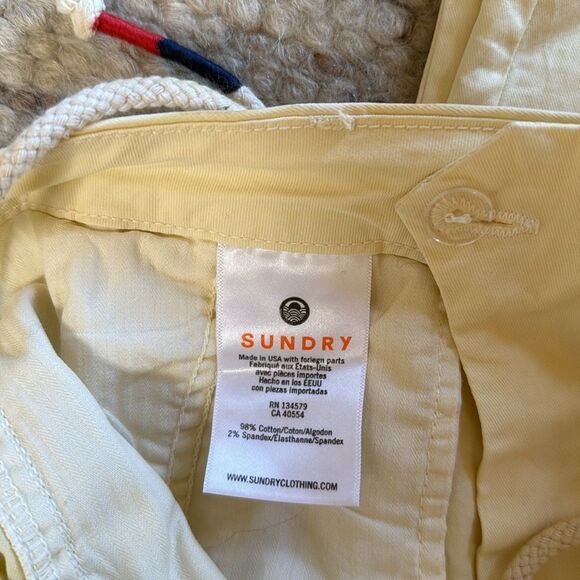 SUNDRY
Made in USA with foriegn parts
Fabriqué aux États-Unis
avec pièces importes
Hecho en los EEUU
con piezas importadas
RN 134579
CA 40554
98% Cotton/Coton/Algodon
2% Spandex/Elasthanne/Spandex
WWW.SUNDRYCLOTHING.COM